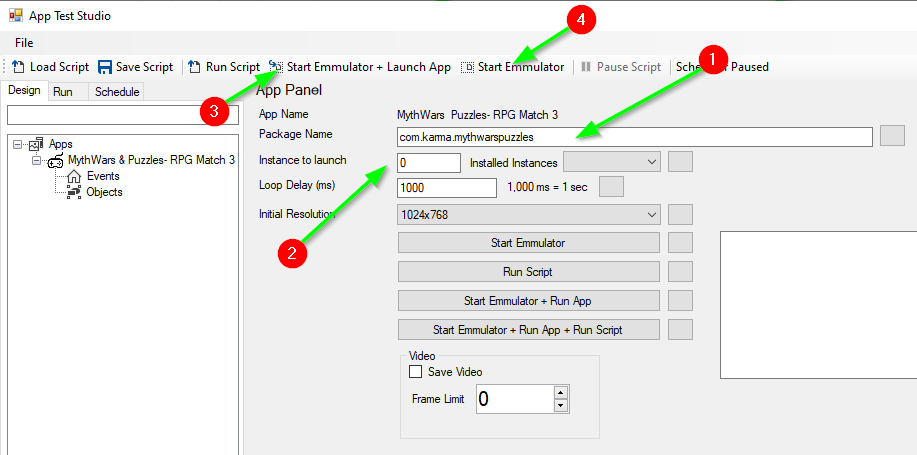 App Test Studio
4
File
1
Load Script Save Script Run Script Start Emmulator + Launch App Start Emmulator Pause Script
Paused
Design Run Schedule
3
App Panel
App Name MythWars Puzzles- RPG Match 3
Package Name com.karma.mythwarspuzzles
Apps
MythWars & Puzzles- RPG Match 3
Events
Objects
Instance to launch 0 Installed Instances
Loop Delay (ms) 1000 1,000 ms = 1 sec
Initial Resolution 1024x768
2
Start Emmulator
Run Script
Start Emmulator + Run App
Start Emmulator + Run App + Run Script
Video
Save Video
Frame Limit 0